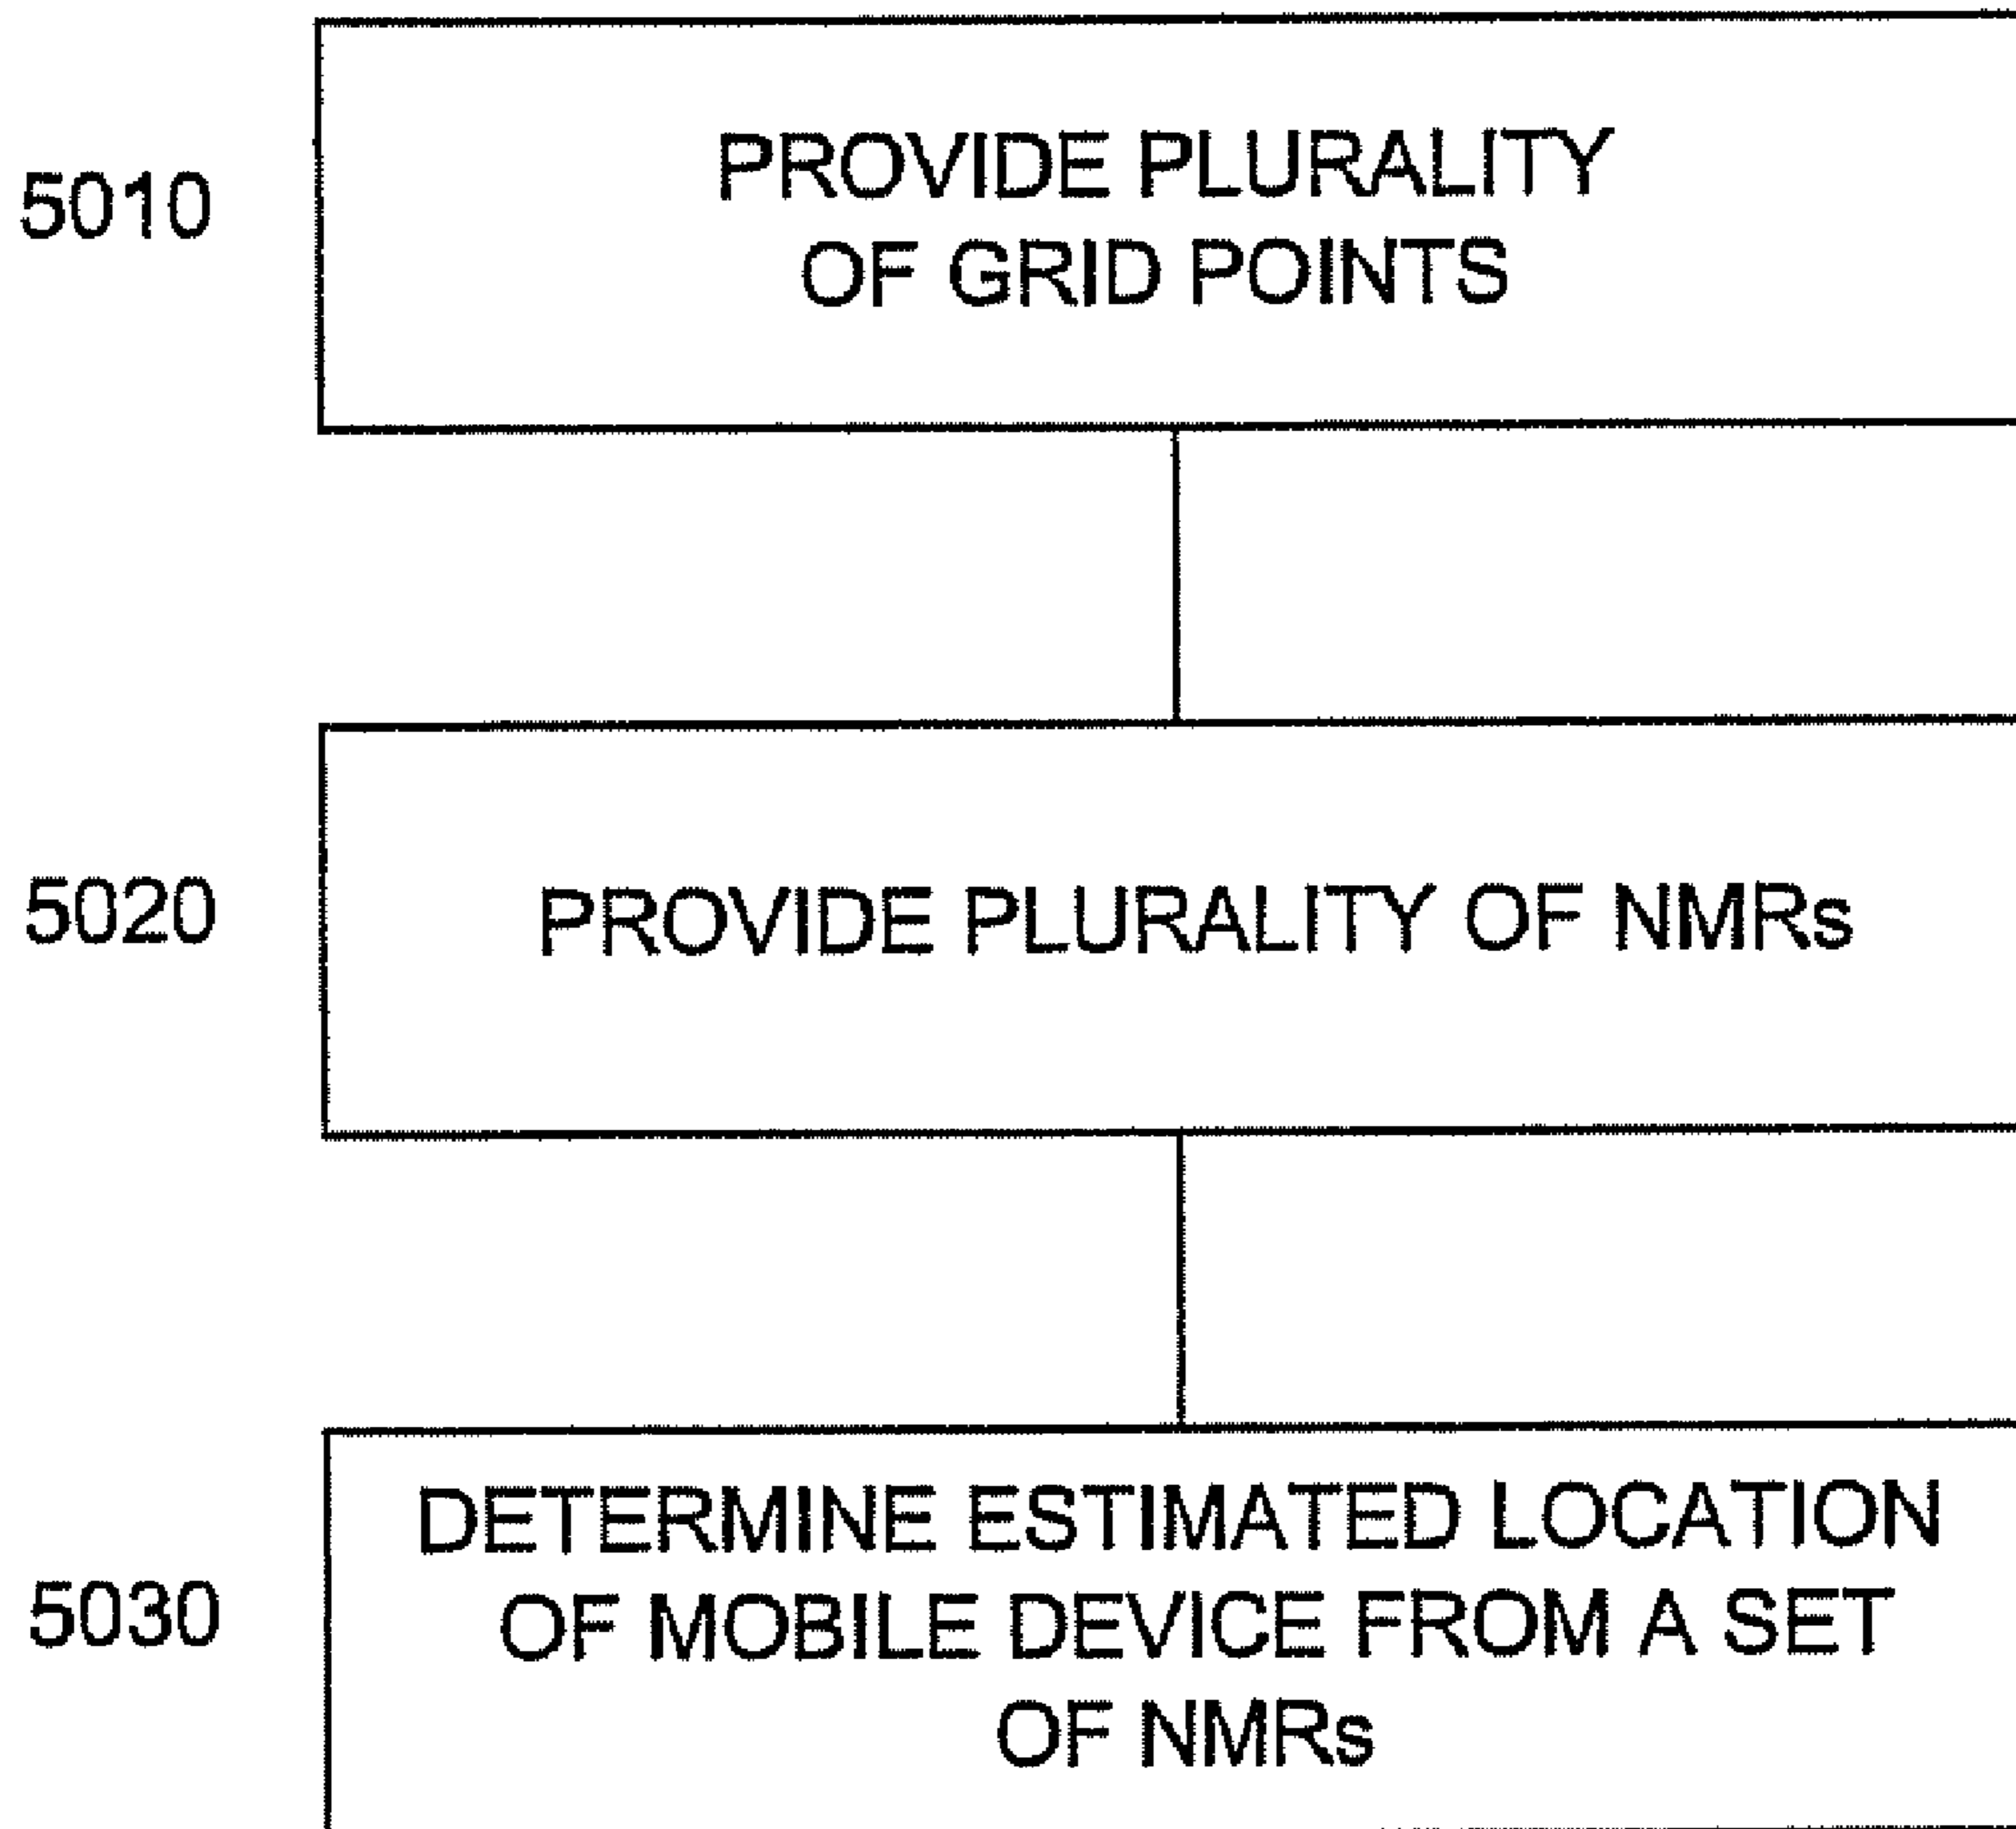 5010
PROVIDE PLURALITY
OF GRID POINTS
5020
PROVIDE PLURALITY OF NMRs
5030
DETERMINE ESTIMATED LOCATION
OF MOBILE DEVICE FROM A SET
OF NMRs